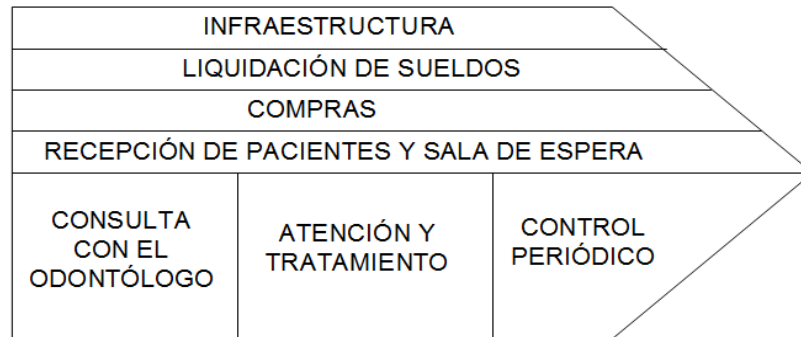 INFRAESTRUCTURA
LIQUIDACIÓN DE SUELDOS
COMPRAS
RECEPCIÓN DE PACIENTES Y SALA DE ESPERA
CONSULTA
CON EL
ODONTÓLOGO
ATENCIÓN Y
TRATAMIENTO
CONTROL
PERIÓDICO